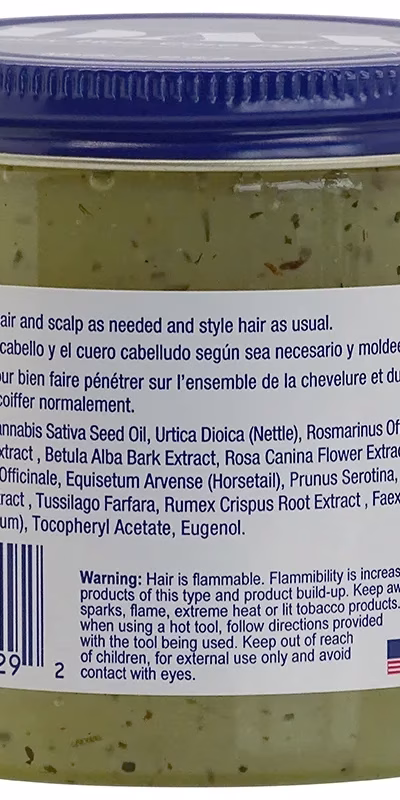 air and scalp as needed and style hair as usual.
cabello y el cuero cabelludo según sea necesario y molde
ur bien faire pénétrer sur l'ensemble de la chevelure et du
coiffer normalement.
annabis Sativa Seed Oil, Urtica Dioica (Nettle), Rosmarinus Of
xtract , Betula Alba Bark Extract, Rosa Canina Flower Extra
Officinale, Equisetum Arvense (Horsetail), Prunus Serotina,
ract , Tussilago Farfara, Rumex Crispus Root Extract , Faex
um), Tocopheryl Acetate, Eugenol.
Warning: Hair is flammable. Flammibility is increas
products of this type and product build-up. Keep aw
sparks, flame, extreme heat or lit tobacco products.
when using a hot tool, follow directions provided
with the tool being used. Keep out of reach
of children, for external use only and avoid
contact with eyes.
29 2